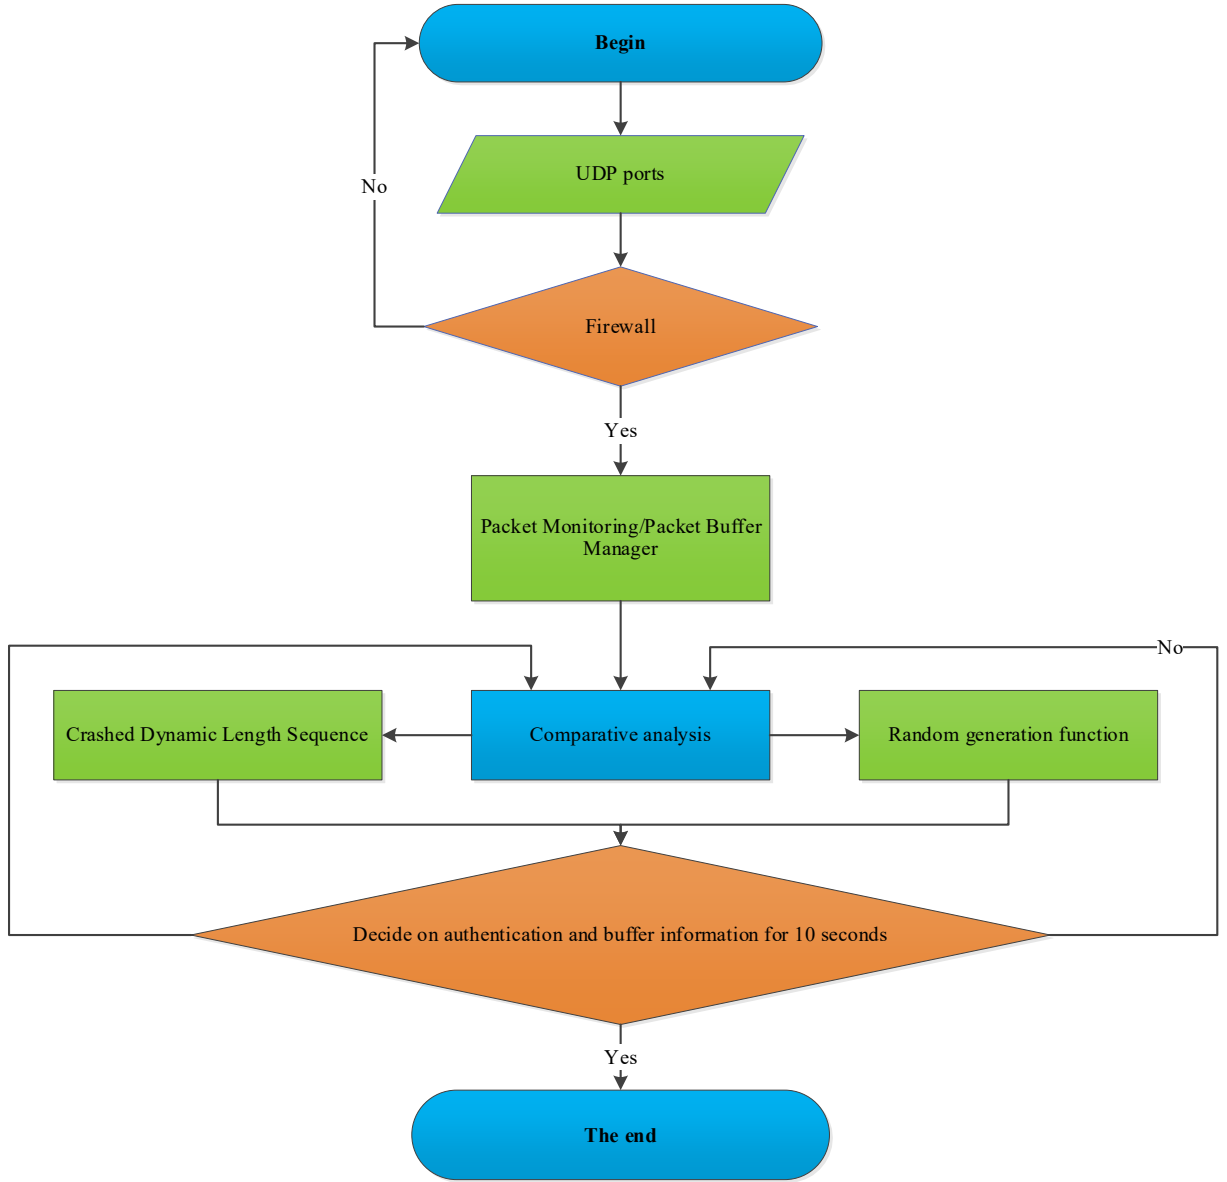 Begin
UDP ports
No
Firewall
Yes
Packet Monitoring/Packet Buffer
Manager
No
Crashed Dynamic Length Sequence
Comparative analysis
Random generation function
Decide on authentication and buffer information for 10 seconds
Yes
The end